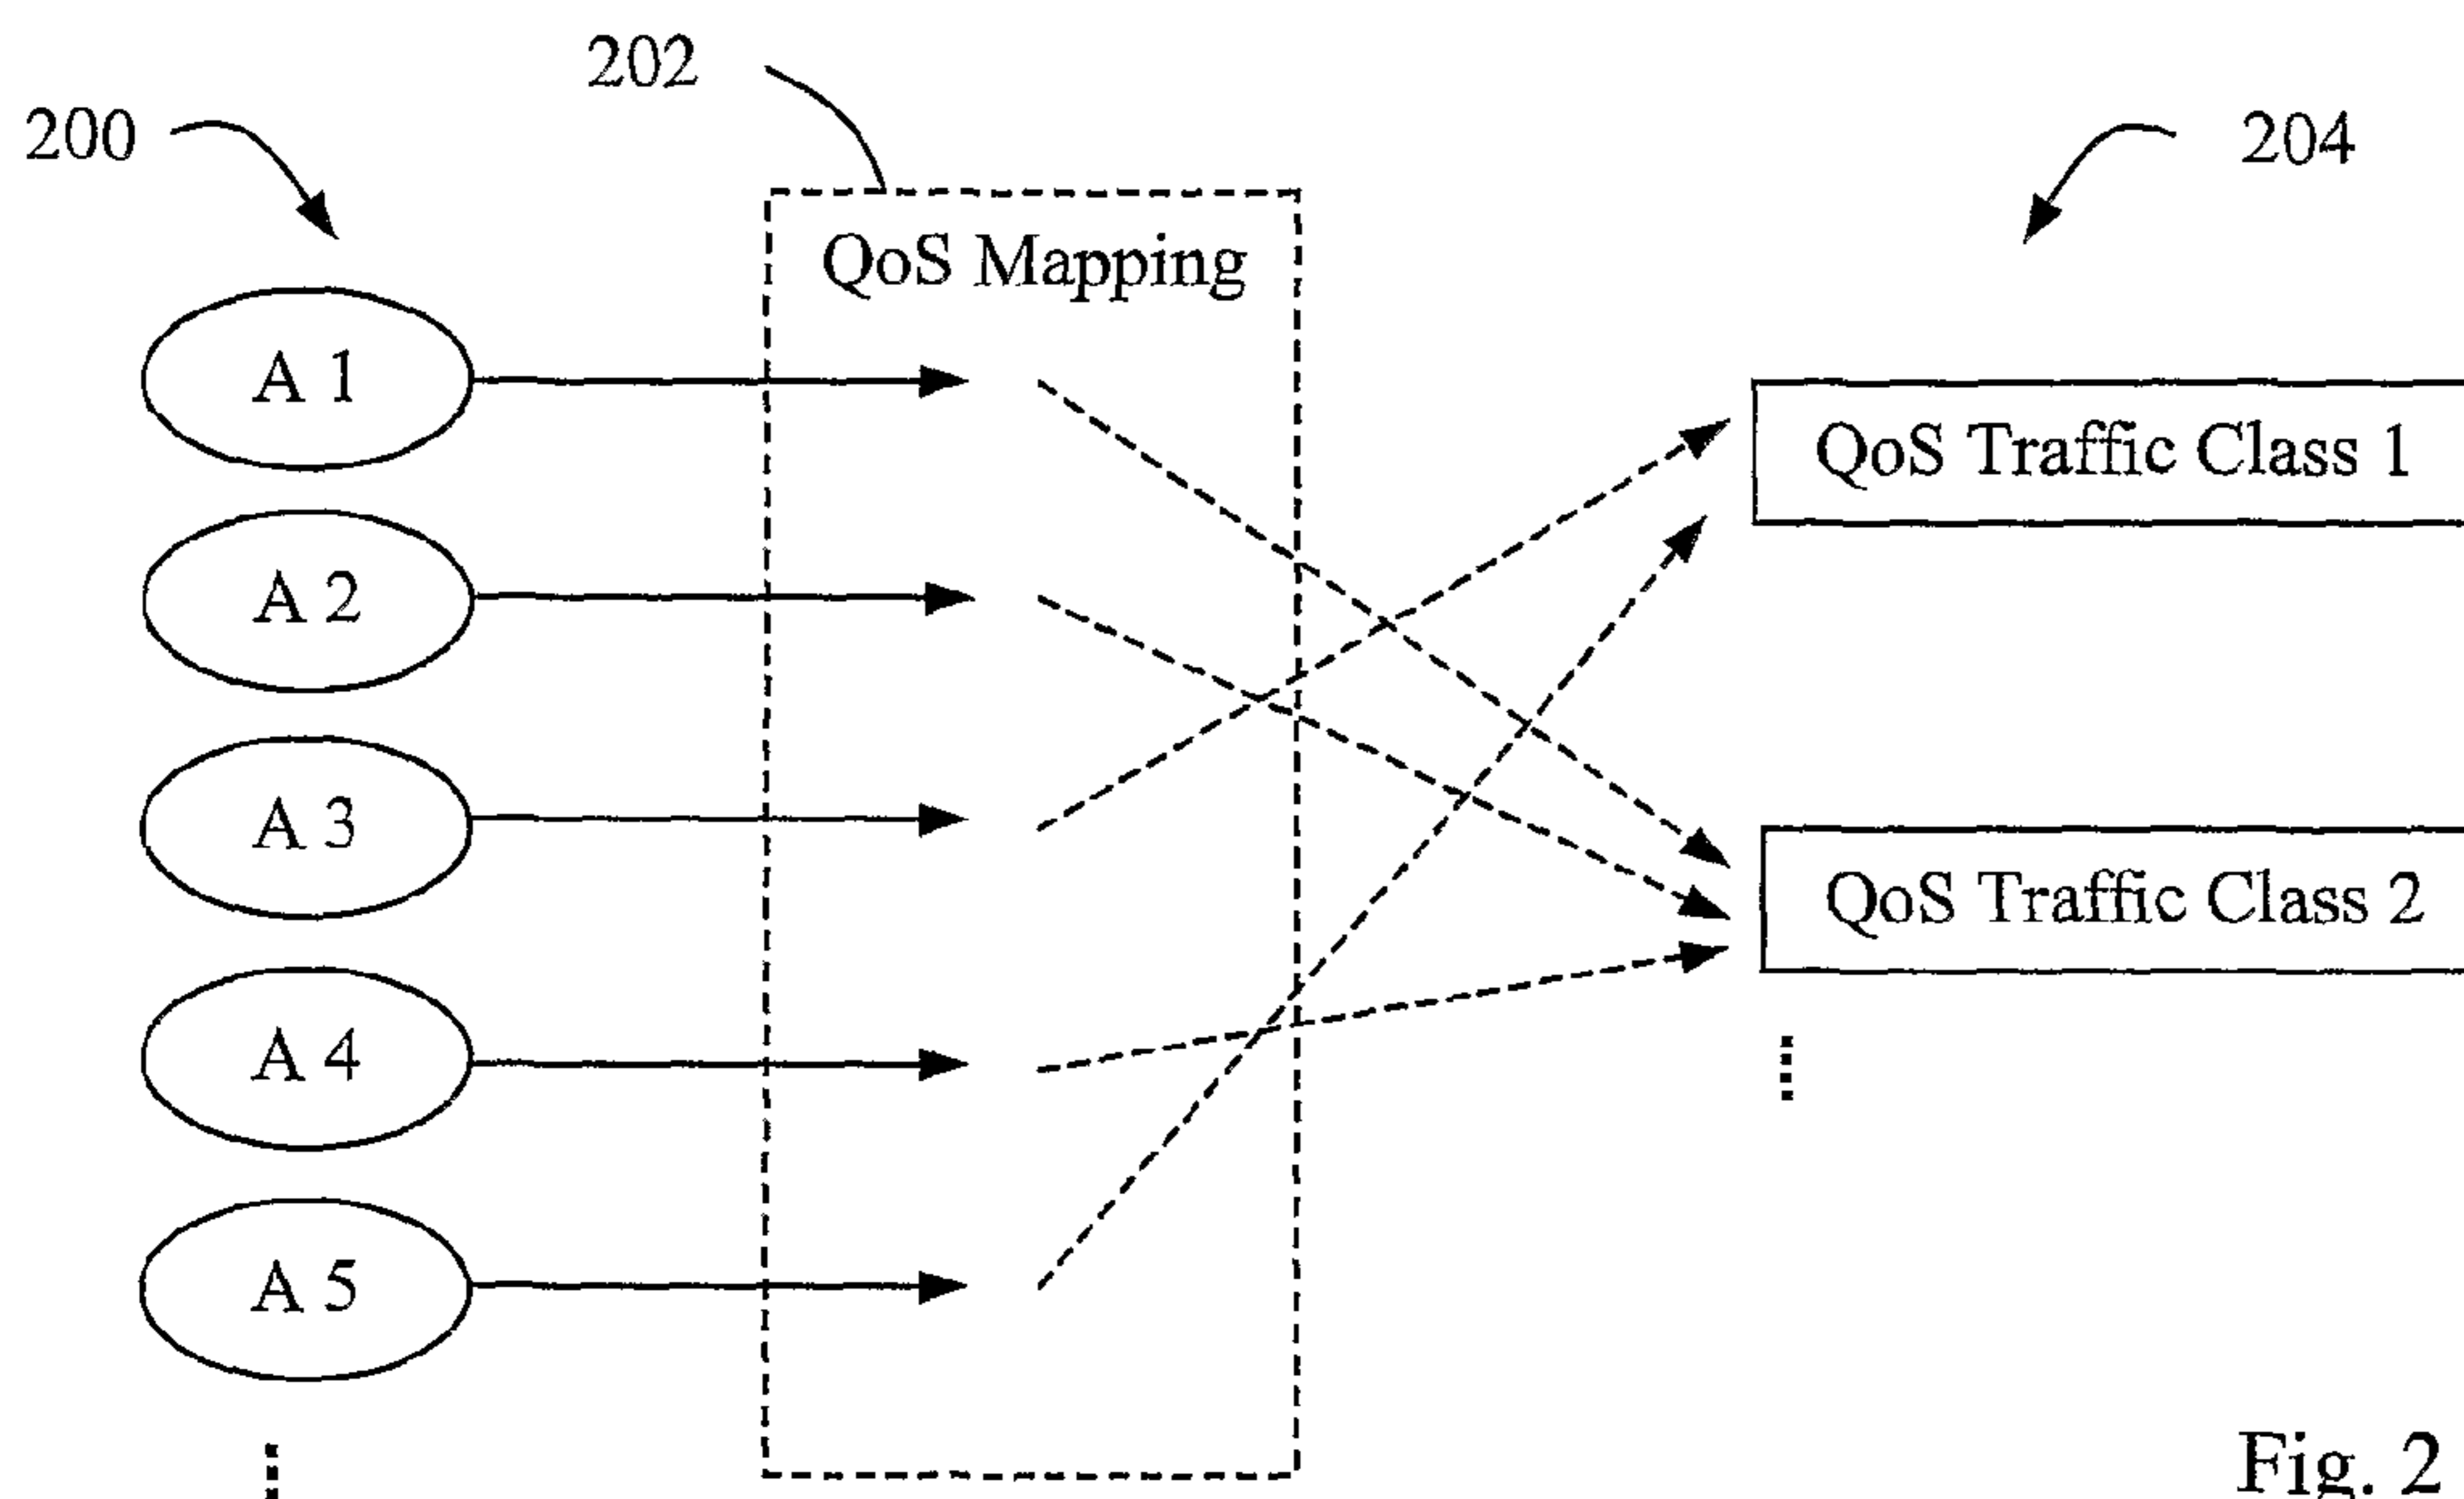 202
200
204
QoS Mapping
A 1
QoS Traffic Class 1
A 2
A 3
QoS Traffic Class 2
A 4
A 5
Fig. 2